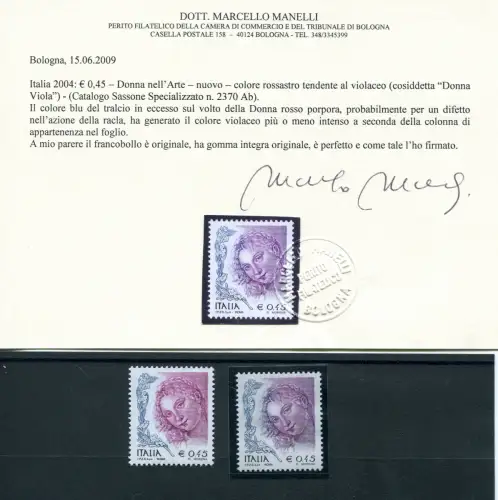 DOTT. MARCELLO MANELLI
PERITO FILATELICO DELLA CAMERA DI COMMERCIO E DEL TRIBUNALE DI BOLOGNA
CASELLA POSTALE 158 - 40124 BOLOGNA - TEL. 348/3345399
Bologna, 15.06.2009
Italia 2004: € 0,45 – Donna nell'Arte – nuovo – colore rossastro tendente al violaceo (cosiddetta "Donna
Viola") - (Catalogo Sassone Specializzato n. 2370 Ab).
Il colore blu del tralcio in eccesso sul volto della Donna rosso porpora, probabilmente per un difetto
nell'azione della racla, ha generato il colore violaceo più o meno intenso a seconda della colonna di
appartenenza nel foglio.
A mio parere il francobollo è originale, ha gomma integra originale, è perfetto e come tale l'ho firmato.
ITALIA € 0,45
MARCELLO MANELLI
PERITO
FILATELICO
BOLOGNA
ITALIA € 0,45
ITALIA € 0,45